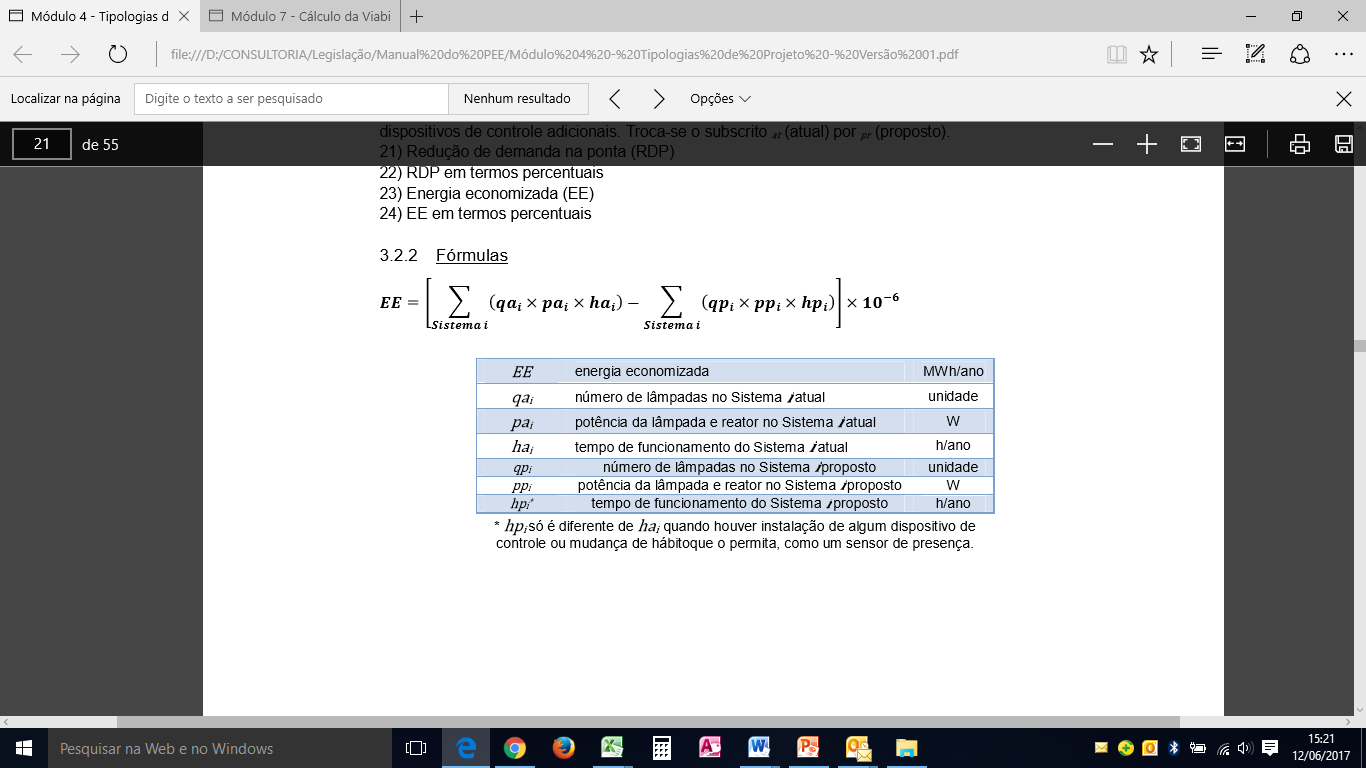 Módulo 4 - Tipologias d
Módulo 7 - Cálculo da Viabi
file:///D:/CONSULTORIA/Legislação/Manual%20do%20PEE/Módulo%204%20-%20Tipologias%20de%20Projeto%20-%20Versão%2001.pdf
Localizar na página
Digite o texto a ser pesquisado
Nenhum resultado
Opções
21 de 55
dispositivos de controle adicionais. Troca-se o subscrito at (atual) por pr (proposto).
21) Redução de demanda na ponta (RDP)
22) RDP em termos percentuais
23) Energia economizada (EE)
24) EE em termos percentuais
3.2.2 Fórmulas
EE = [∑ Sistema i (qaᵢ × paᵢ × haᵢ) − ∑ Sistema i (qpᵢ × ppᵢ × hpᵢ)] × 10⁻⁶
EE energia economizada MWh/ano
qaᵢ número de lâmpadas no Sistema i atual unidade
paᵢ potência da lâmpada e reator no Sistema i atual W
haᵢ tempo de funcionamento do Sistema i atual h/ano
qpᵢ número de lâmpadas no Sistema i proposto unidade
ppᵢ potência da lâmpada e reator no Sistema i proposto W
hpᵢ* tempo de funcionamento do Sistema i proposto h/ano
* hpᵢ só é diferente de haᵢ quando houver instalação de algum dispositivo de
controle ou mudança de hábitoque o permita, como um sensor de presença.
Pesquisar na Web e no Windows
15:21
12/06/2017